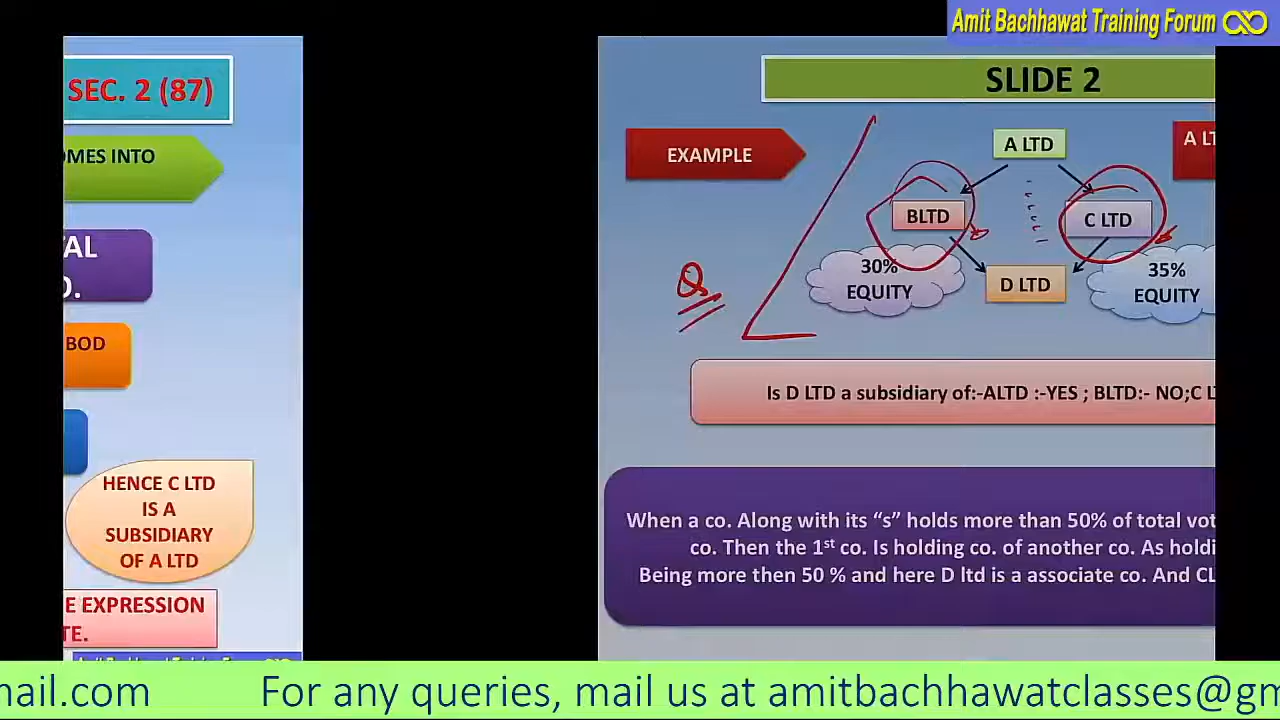 Amit Bachhawat Training Forum
SEC. 2 (87)
OMES INTO
BOD
HENCE C LTD
IS A
SUBSIDIARY
OF A LTD
E EXPRESSION
SLIDE 2
EXAMPLE
A LTD
BLTD
C LTD
30%
EQUITY
D LTD
35%
EQUITY
Q
Is D LTD a subsidiary of:-ALTD :-YES ; BLTD:- NO;C L
When a co. Along with its “s” holds more than 50% of total vot
co. Then the 1st co. Is holding co. of another co. As holdi
Being more then 50 % and here D ltd is a associate co. And CL
mail.com For any queries, mail us at amitbachhawatclasses@gm